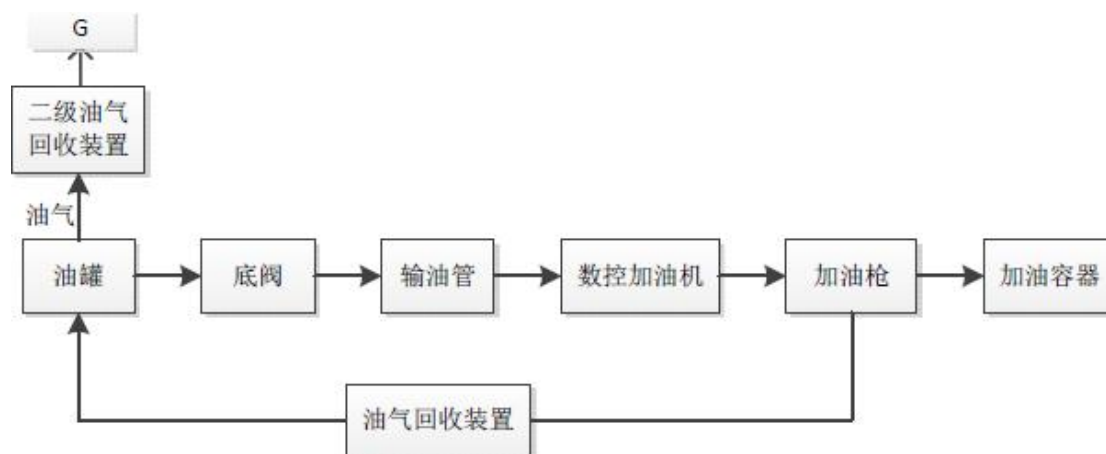 G
二级油气
回收装置
油气
油罐
底阀
输油管
数控加油机
加油枪
加油容器
油气回收装置